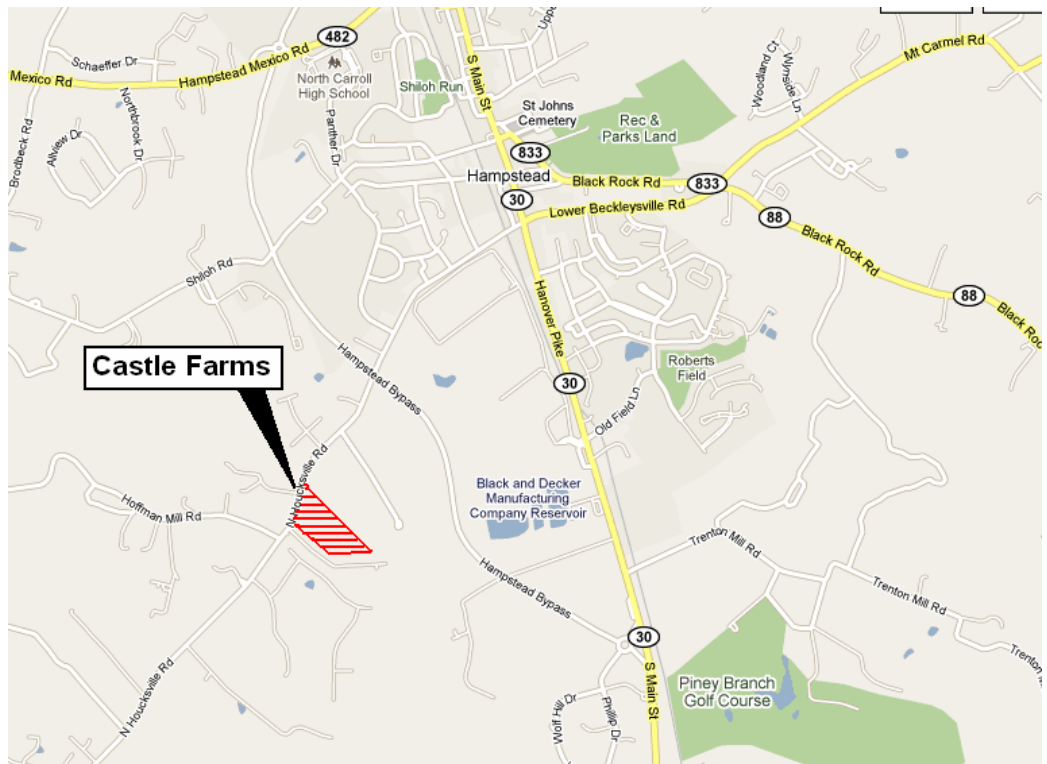 482
Mt Carmel Rd
Schaeffer Dr
Mexico Rd
Hampstead Mexico Rd
North Carroll
High School
Shiloh Run
S Main St
Woodland Ct
Wynside Ln
Northbrook Dr
Allview Dr
Brodbeck Rd
Panther Dr
St Johns
Cemetery
Rec &
Parks Land
833
Hampstead
Black Rock Rd
833
30
Lower Beckleysville Rd
88
Black Rock Rd
Shiloh Rd
88
Black Roc
Hanover Pike
Hampstead Bypass
Castle Farms
Roberts
Field
30
Old Field Ln
N Houcksville Rd
Black and Decker
Manufacturing
Company Reservoir
Hoffman Mill Rd
Trenton Mill Rd
Hampstead Bypass
Trenton Mill Rd
30
Trenton M
N Houcksville Rd
S Main St
Piney Branch
Golf Course
Wolf Hill Dr
Phillip Dr